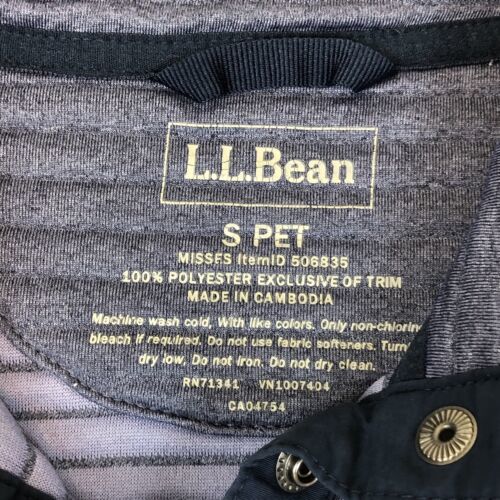 L.L.Bean
S PET
MISSES ItemID 506835
100% POLYESTER EXCLUSIVE OF TRIM
MADE IN CAMBODIA
Machine wash cold, With like colors. Only non-chlorine
bleach if required. Do not use fabric softeners. Tum
dry low. Do not iron. Do not dry clean.
RN71341 VN1007404
CA04754